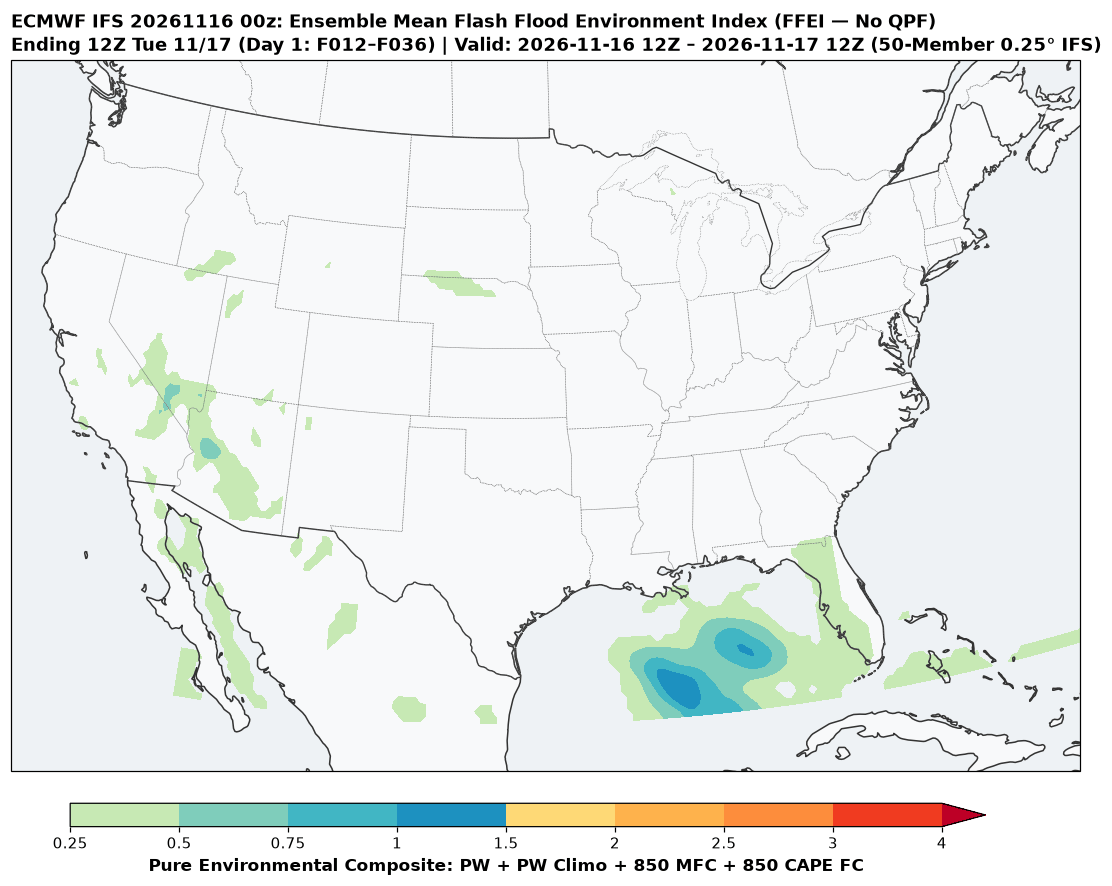 ECMWF IFS 20261116 00z: Ensemble Mean Flash Flood Environment Index (FFEI — No QPF)
Ending 12Z Tue 11/17 (Day 1: F012–F036) | Valid: 2026-11-16 12Z – 2026-11-17 12Z (50-Member 0.25° IFS)
0.25 0.5 0.75 1 1.5 2 2.5 3 4
Pure Environmental Composite: PW + PW Climo + 850 MFC + 850 CAPE FC